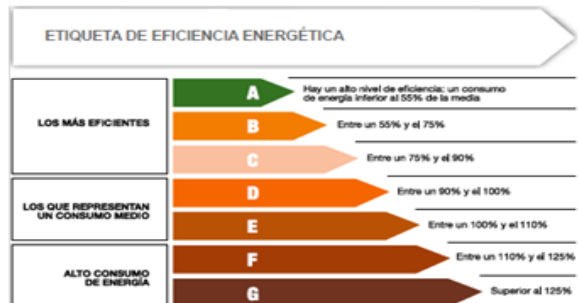 ETIQUETA DE EFICIENCIA ENERGÉTICA
LOS MÁS EFICIENTES
A
Hay un alto nivel de eficiencia: un consumo
de energía inferior al 55% de la media
B
Entre un 55% y el 75%
C
Entre un 75% y el 90%
LOS QUE REPRESENTAN
UN CONSUMO MEDIO
D
Entre un 90% y el 100%
E
Entre un 100% y el 110%
ALTO CONSUMO
DE ENERGÍA
F
Entre un 110% y el 125%
G
Superior al 125%